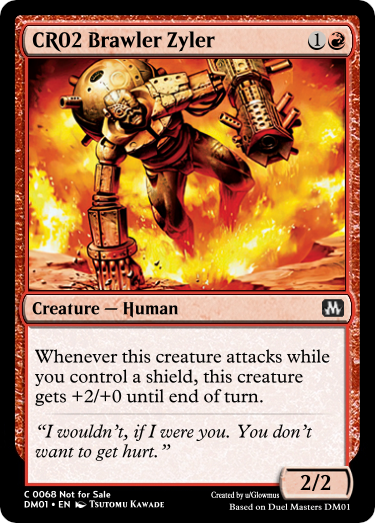 CR02 Brawler Zyler
1
Creature — Human
M
Whenever this creature attacks while
you control a shield, this creature
gets +2/+0 until end of turn.
“I wouldn’t, if I were you. You don’t
want to get hurt.”
2/2
C 0068 Not for Sale
DM01 • EN Tsutomu Kawade
Created by u/Glowmus
Based on Duel Masters DM01